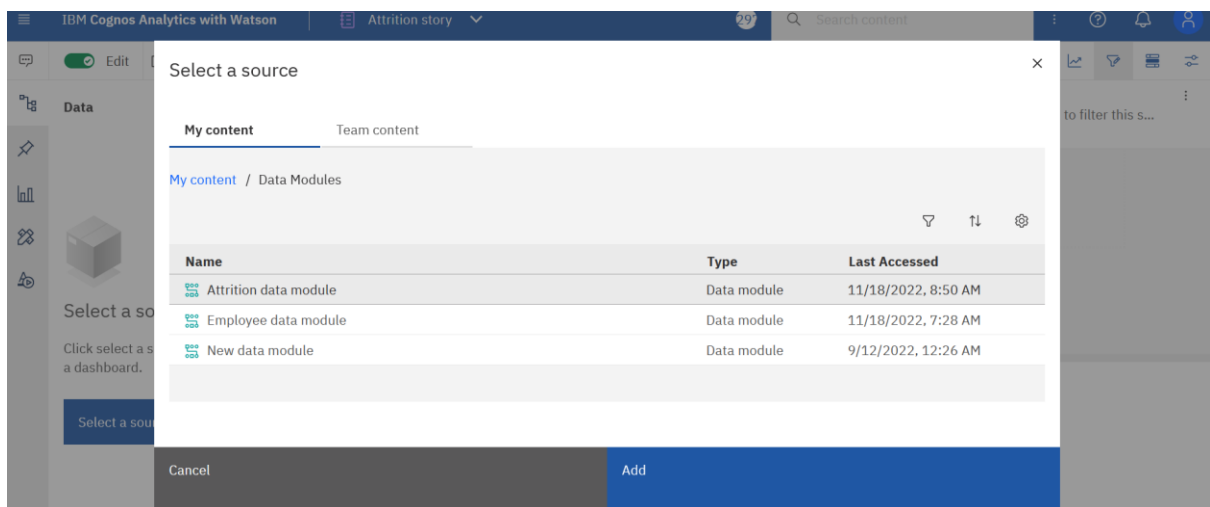 IBM Cognos Analytics with Watson
Attrition story
297
Search content
Edit
Select a source
to filter this s...
Data
My content
Team content
My content / Data Modules
Name Type Last Accessed
Attrition data module Data module 11/18/2022, 8:50 AM
Employee data module Data module 11/18/2022, 7:28 AM
New data module Data module 9/12/2022, 12:26 AM
Select a so
Click select a s
a dashboard.
Select a sour
Cancel
Add